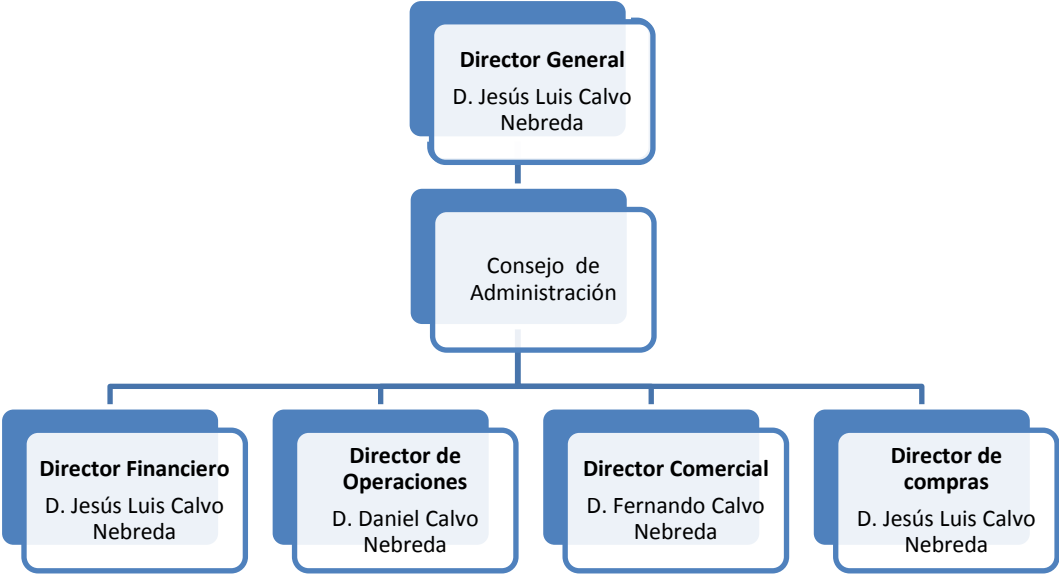 Director General
D. Jesús Luis Calvo
Nebreda
Consejo de
Administración
Director Financiero
D. Jesús Luis Calvo
Nebreda
Director de
Operaciones
D. Daniel Calvo
Nebreda
Director Comercial
D. Fernando Calvo
Nebreda
Director de
compras
D. Jesús Luis Calvo
Nebreda